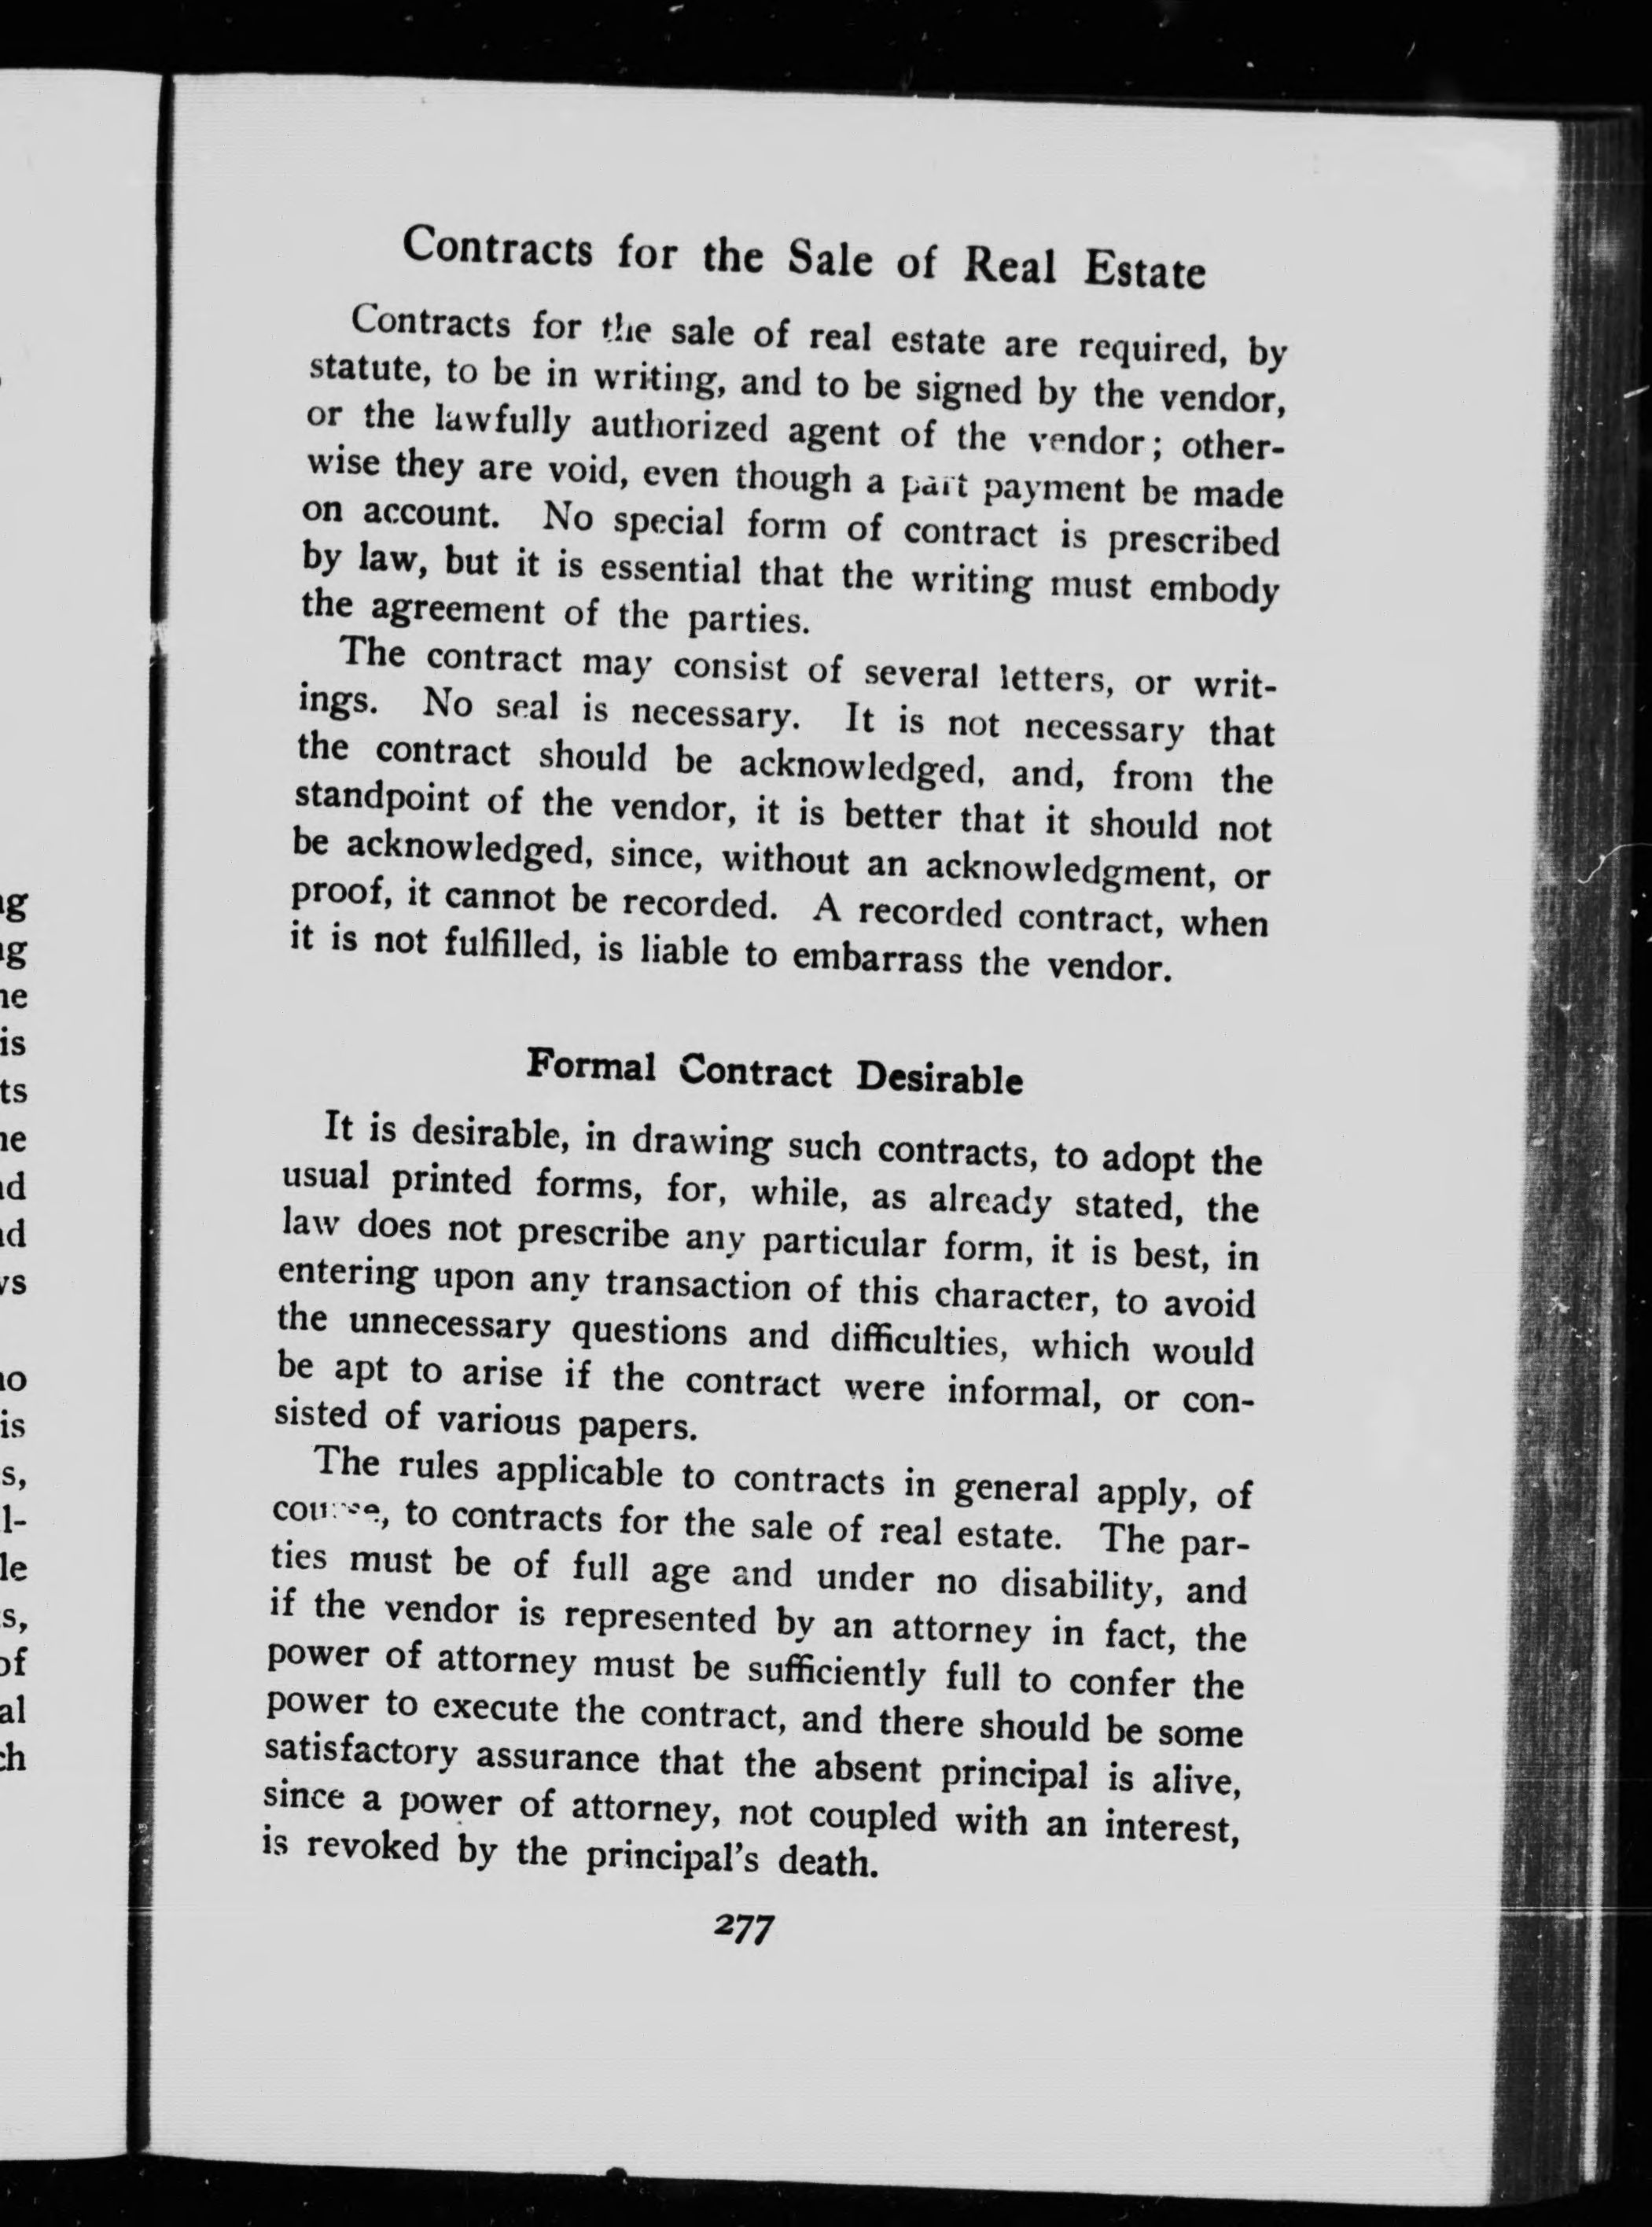 Contracts for the Sale of Real Estate
Contracts for the sale of real estate are required, by
statute, to be in writing, and to be signed by the vendor,
or the lawfully authorized agent of the vendor; other-
wise they are void, even though a part payment be made
on account. No special form of contract is prescribed
by law, but it is essential that the writing must embody
the agreement of the parties.
The contract may consist of several letters, or writ-
ings. No seal is necessary. It is not necessary that
the contract should be acknowledged, and, from the
standpoint of the vendor, it is better that it should not
be acknowledged, since, without an acknowledgment, or
proof, it cannot be recorded. A recorded contract, when
it is not fulfilled, is liable to embarrass the vendor.
Formal Contract Desirable
It is desirable, in drawing such contracts, to adopt the
usual printed forms, for, while, as already stated, the
law does not prescribe any particular form, it is best, in
entering upon any transaction of this character, to avoid
the unnecessary questions and difficulties, which would
be apt to arise if the contract were informal, or con-
sisted of various papers.
The rules applicable to contracts in general apply, of
course, to contracts for the sale of real estate. The par-
ties must be of full age and under no disability, and
if the vendor is represented by an attorney in fact, the
power of attorney must be sufficiently full to confer the
power to execute the contract, and there should be some
satisfactory assurance that the absent principal is alive,
since a power of attorney, not coupled with an interest,
is revoked by the principal's death.
277